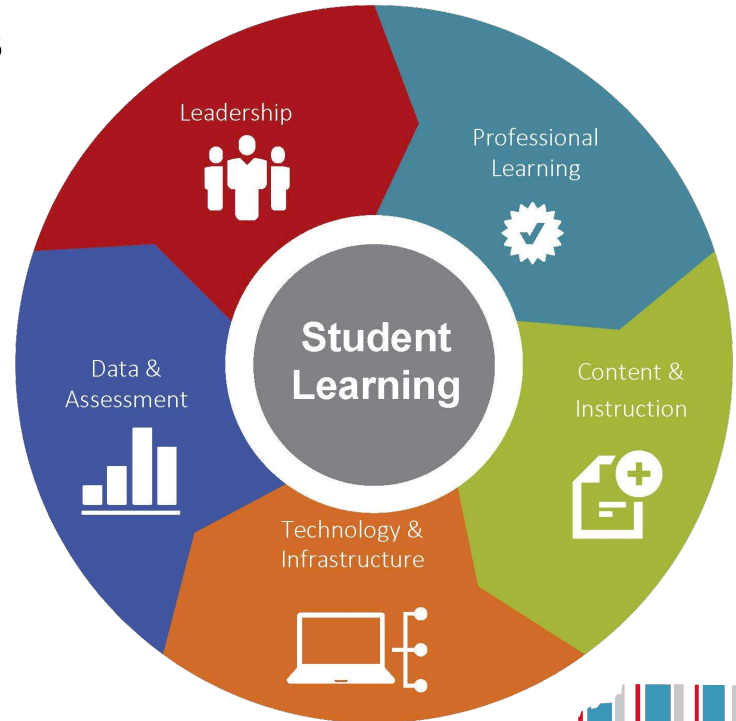 Leadership
Professional
Learning
Student
Learning
Data &
Assessment
Content &
Instruction
Technology &
Infrastructure